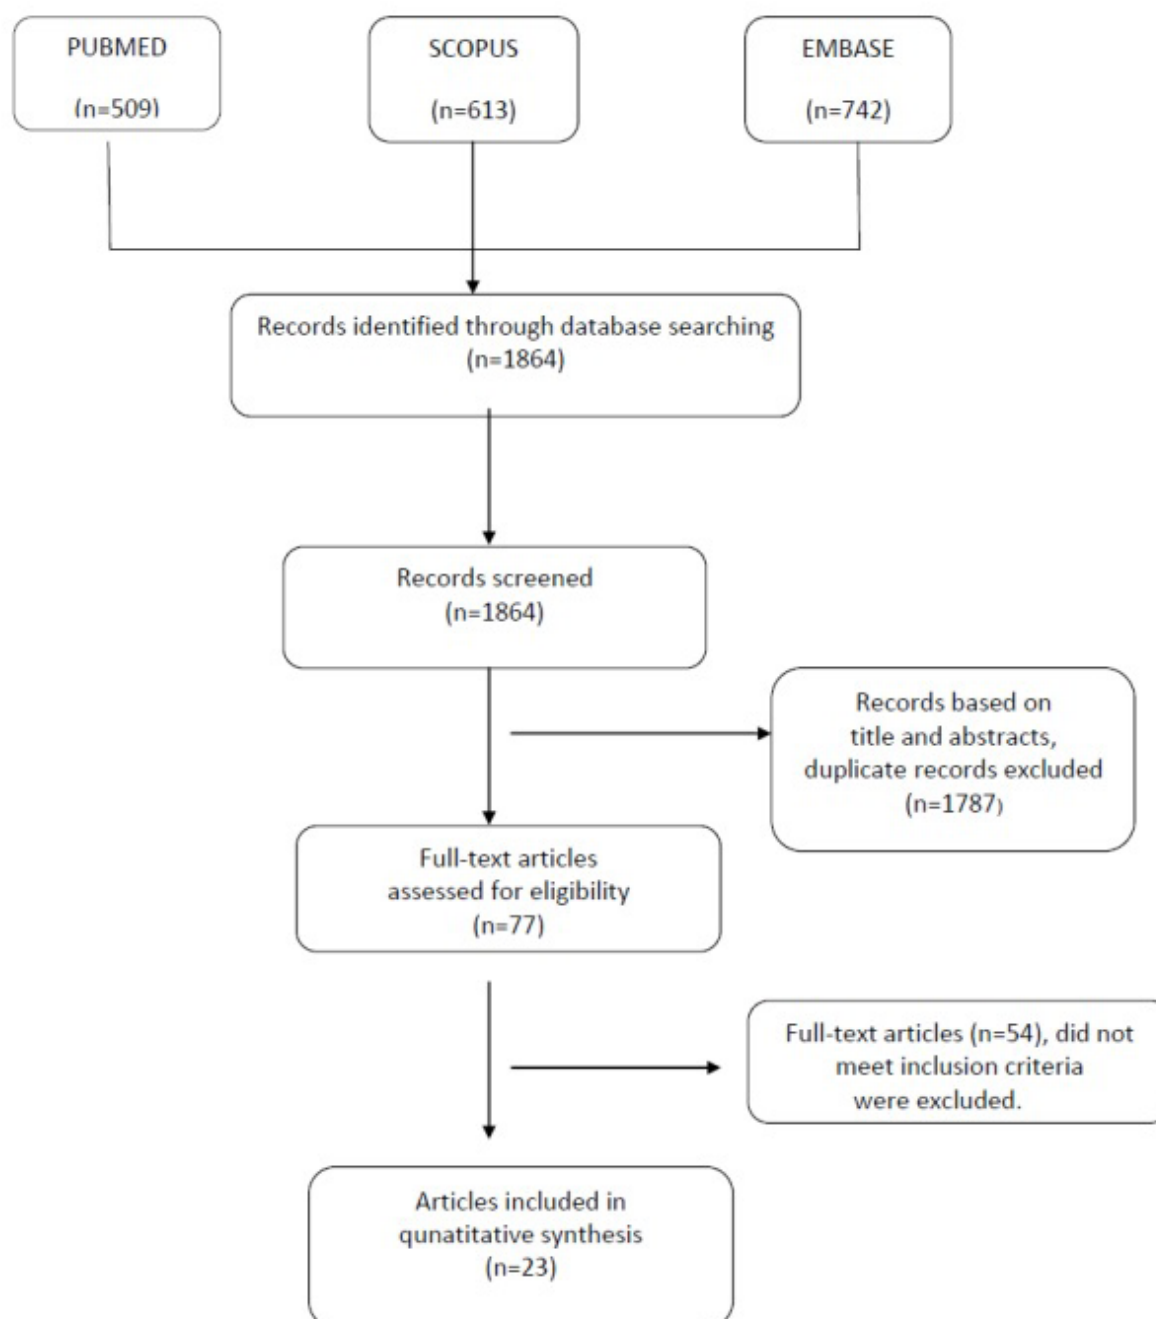 PUBMED
(n=509)
SCOPUS
(n=613)
EMBASE
(n=742)
Records identified through database searching
(n=1864)
Records screened
(n=1864)
Records based on
title and abstracts,
duplicate records excluded
(n=1787)
Full-text articles
assessed for eligibility
(n=77)
Full-text articles (n=54), did not
meet inclusion criteria
were excluded.
Articles included in
qunatitative synthesis
(n=23)